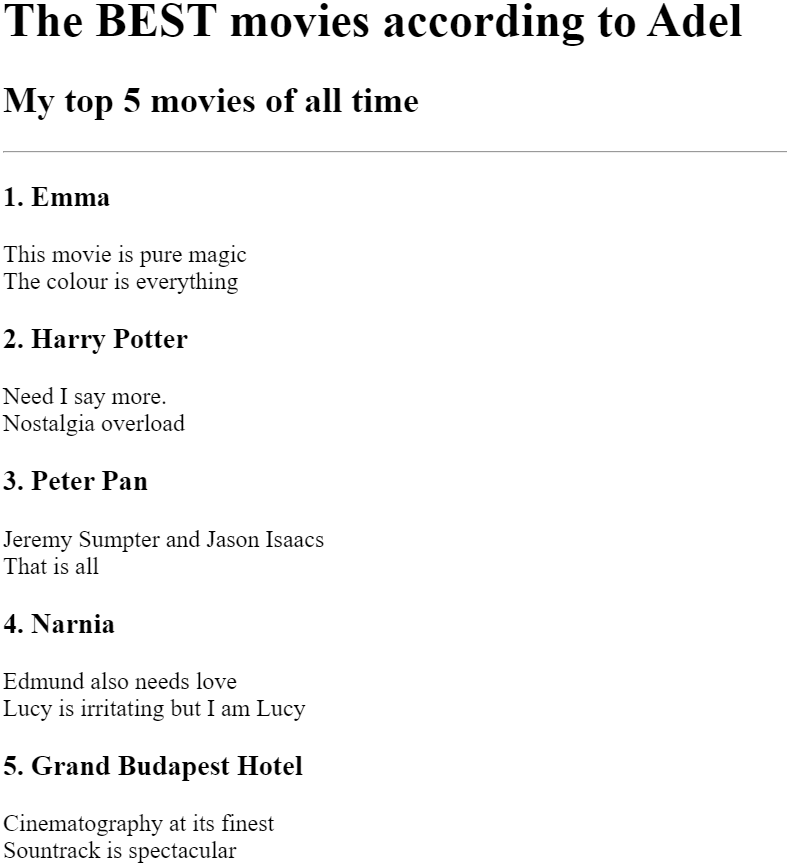 The BEST movies according to Adel
My top 5 movies of all time
1. Emma
This movie is pure magic
The colour is everything
2. Harry Potter
Need I say more.
Nostalgia overload
3. Peter Pan
Jeremy Sumpter and Jason Isaacs
That is all
4. Narnia
Edmund also needs love
Lucy is irritating but I am Lucy
5. Grand Budapest Hotel
Cinematography at its finest
Sountrack is spectacular